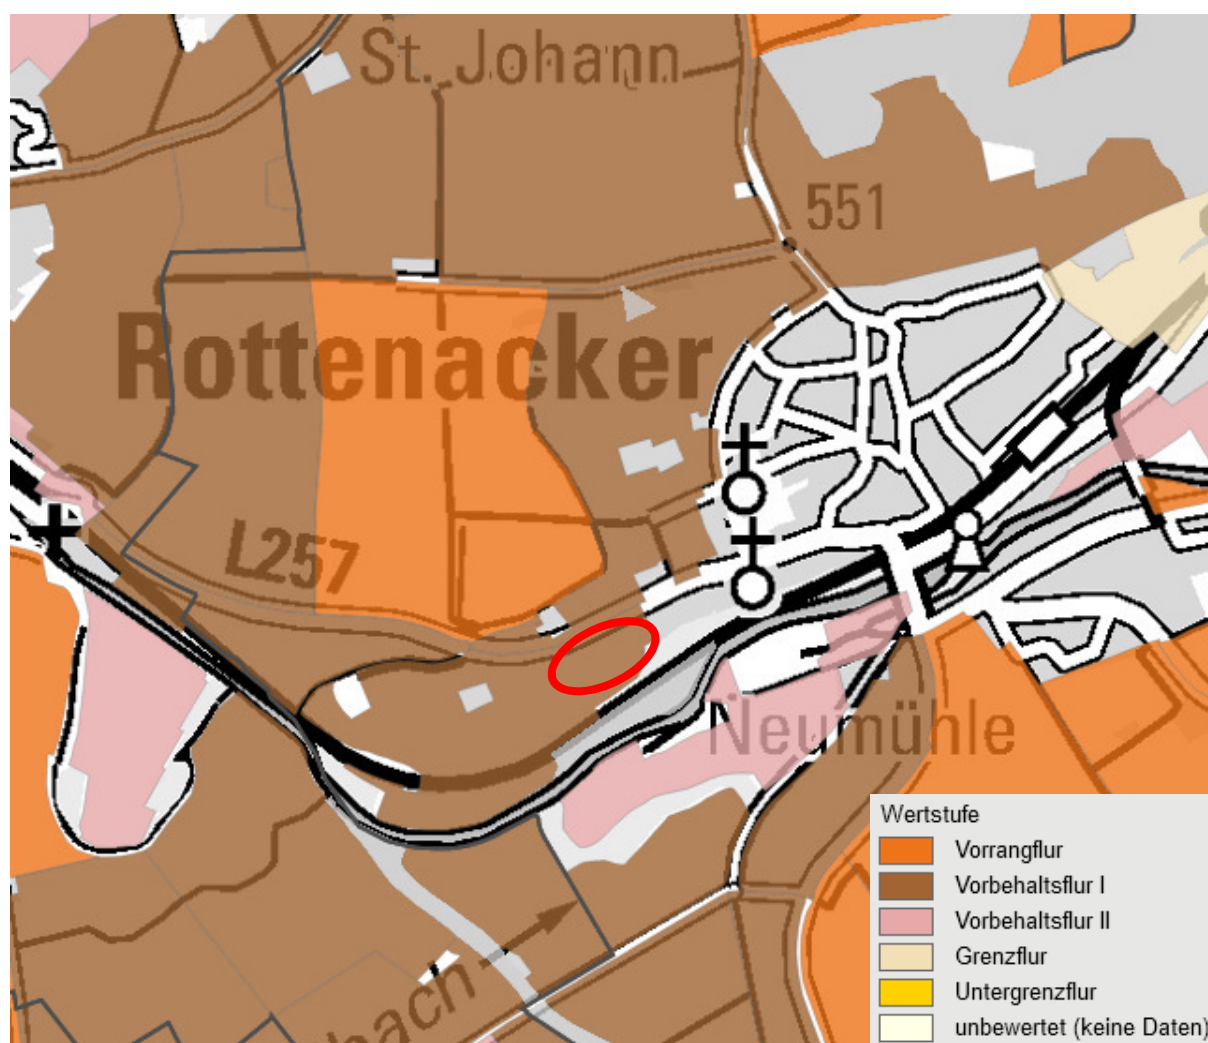 St. Johann
551
Rottenacker
L257
Neumühle
bach
Wertstufe
Vorrangflur
Vorbehaltsflur I
Vorbehaltsflur II
Grenzflur
Untergrenzflur
unbewertet (keine Daten)